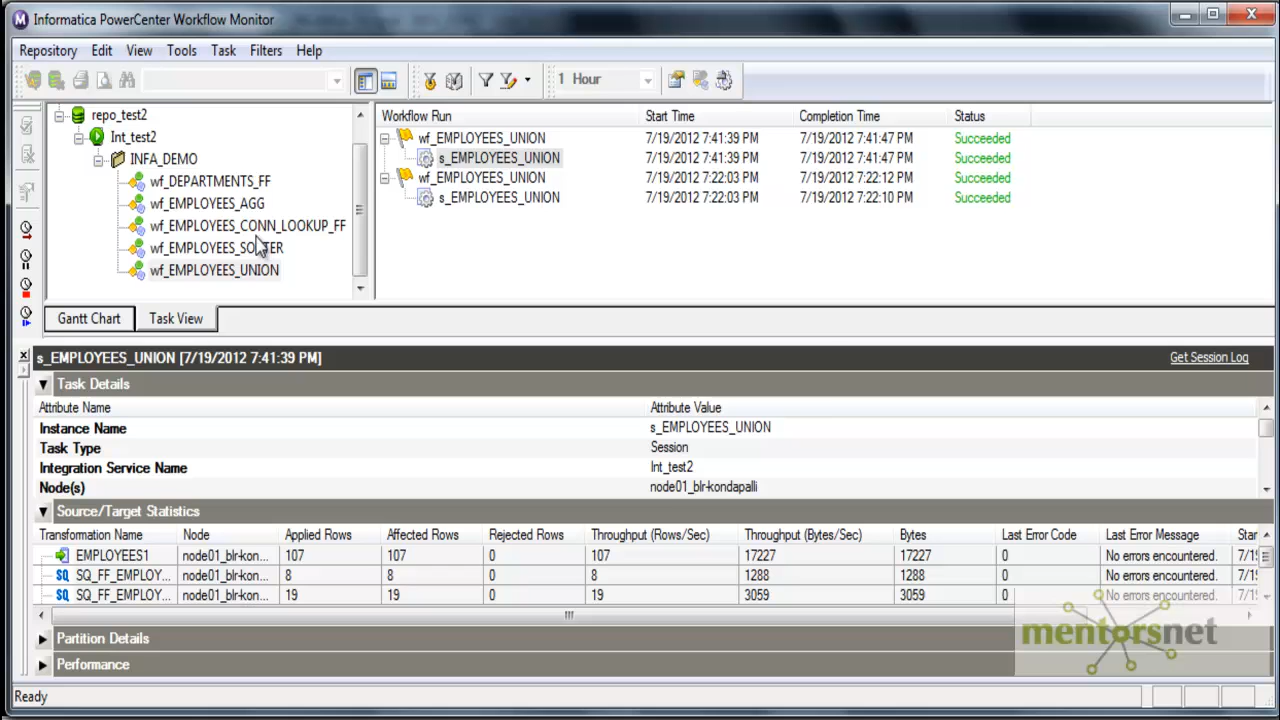 Informatica PowerCenter Workflow Monitor
Repository Edit View Tools Task Filters Help
1 Hour
repo_test2
Int_test2
INFA_DEMO
wf_DEPARTMENTS_FF
wf_EMPLOYEES_AGG
wf_EMPLOYEES_CONN_LOOKUP_FF
wf_EMPLOYEES_SORTER
wf_EMPLOYEES_UNION
Workflow Run Start Time Completion Time Status
wf_EMPLOYEES_UNION 7/19/2012 7:41:39 PM 7/19/2012 7:41:47 PM Succeeded
s_EMPLOYEES_UNION 7/19/2012 7:41:39 PM 7/19/2012 7:41:47 PM Succeeded
wf_EMPLOYEES_UNION 7/19/2012 7:22:03 PM 7/19/2012 7:22:12 PM Succeeded
s_EMPLOYEES_UNION 7/19/2012 7:22:03 PM 7/19/2012 7:22:10 PM Succeeded
Gantt Chart Task View
s_EMPLOYEES_UNION [7/19/2012 7:41:39 PM] Get Session Log
Task Details
Attribute Name Attribute Value
Instance Name s_EMPLOYEES_UNION
Task Type Session
Integration Service Name Int_test2
Node(s) node01_blr-kondapalli
Source/Target Statistics
Transformation Name Node Applied Rows Affected Rows Rejected Rows Throughput (Rows/Sec) Throughput (Bytes/Sec) Bytes Last Error Code Last Error Message Star
EMPLOYEES1 node01_blr-kon... 107 107 0 107 17227 17227 0 No errors encountered. 7/1
SQ_FF_EMPLOY... node01_blr-kon... 8 8 0 8 1288 1288 0 No errors encountered. 7/1
SQ_FF_EMPLOY... node01_blr-kon... 19 19 0 19 3059 3059 0 No errors encountered. 7/1
Partition Details
Performance
mentorsnet
Ready